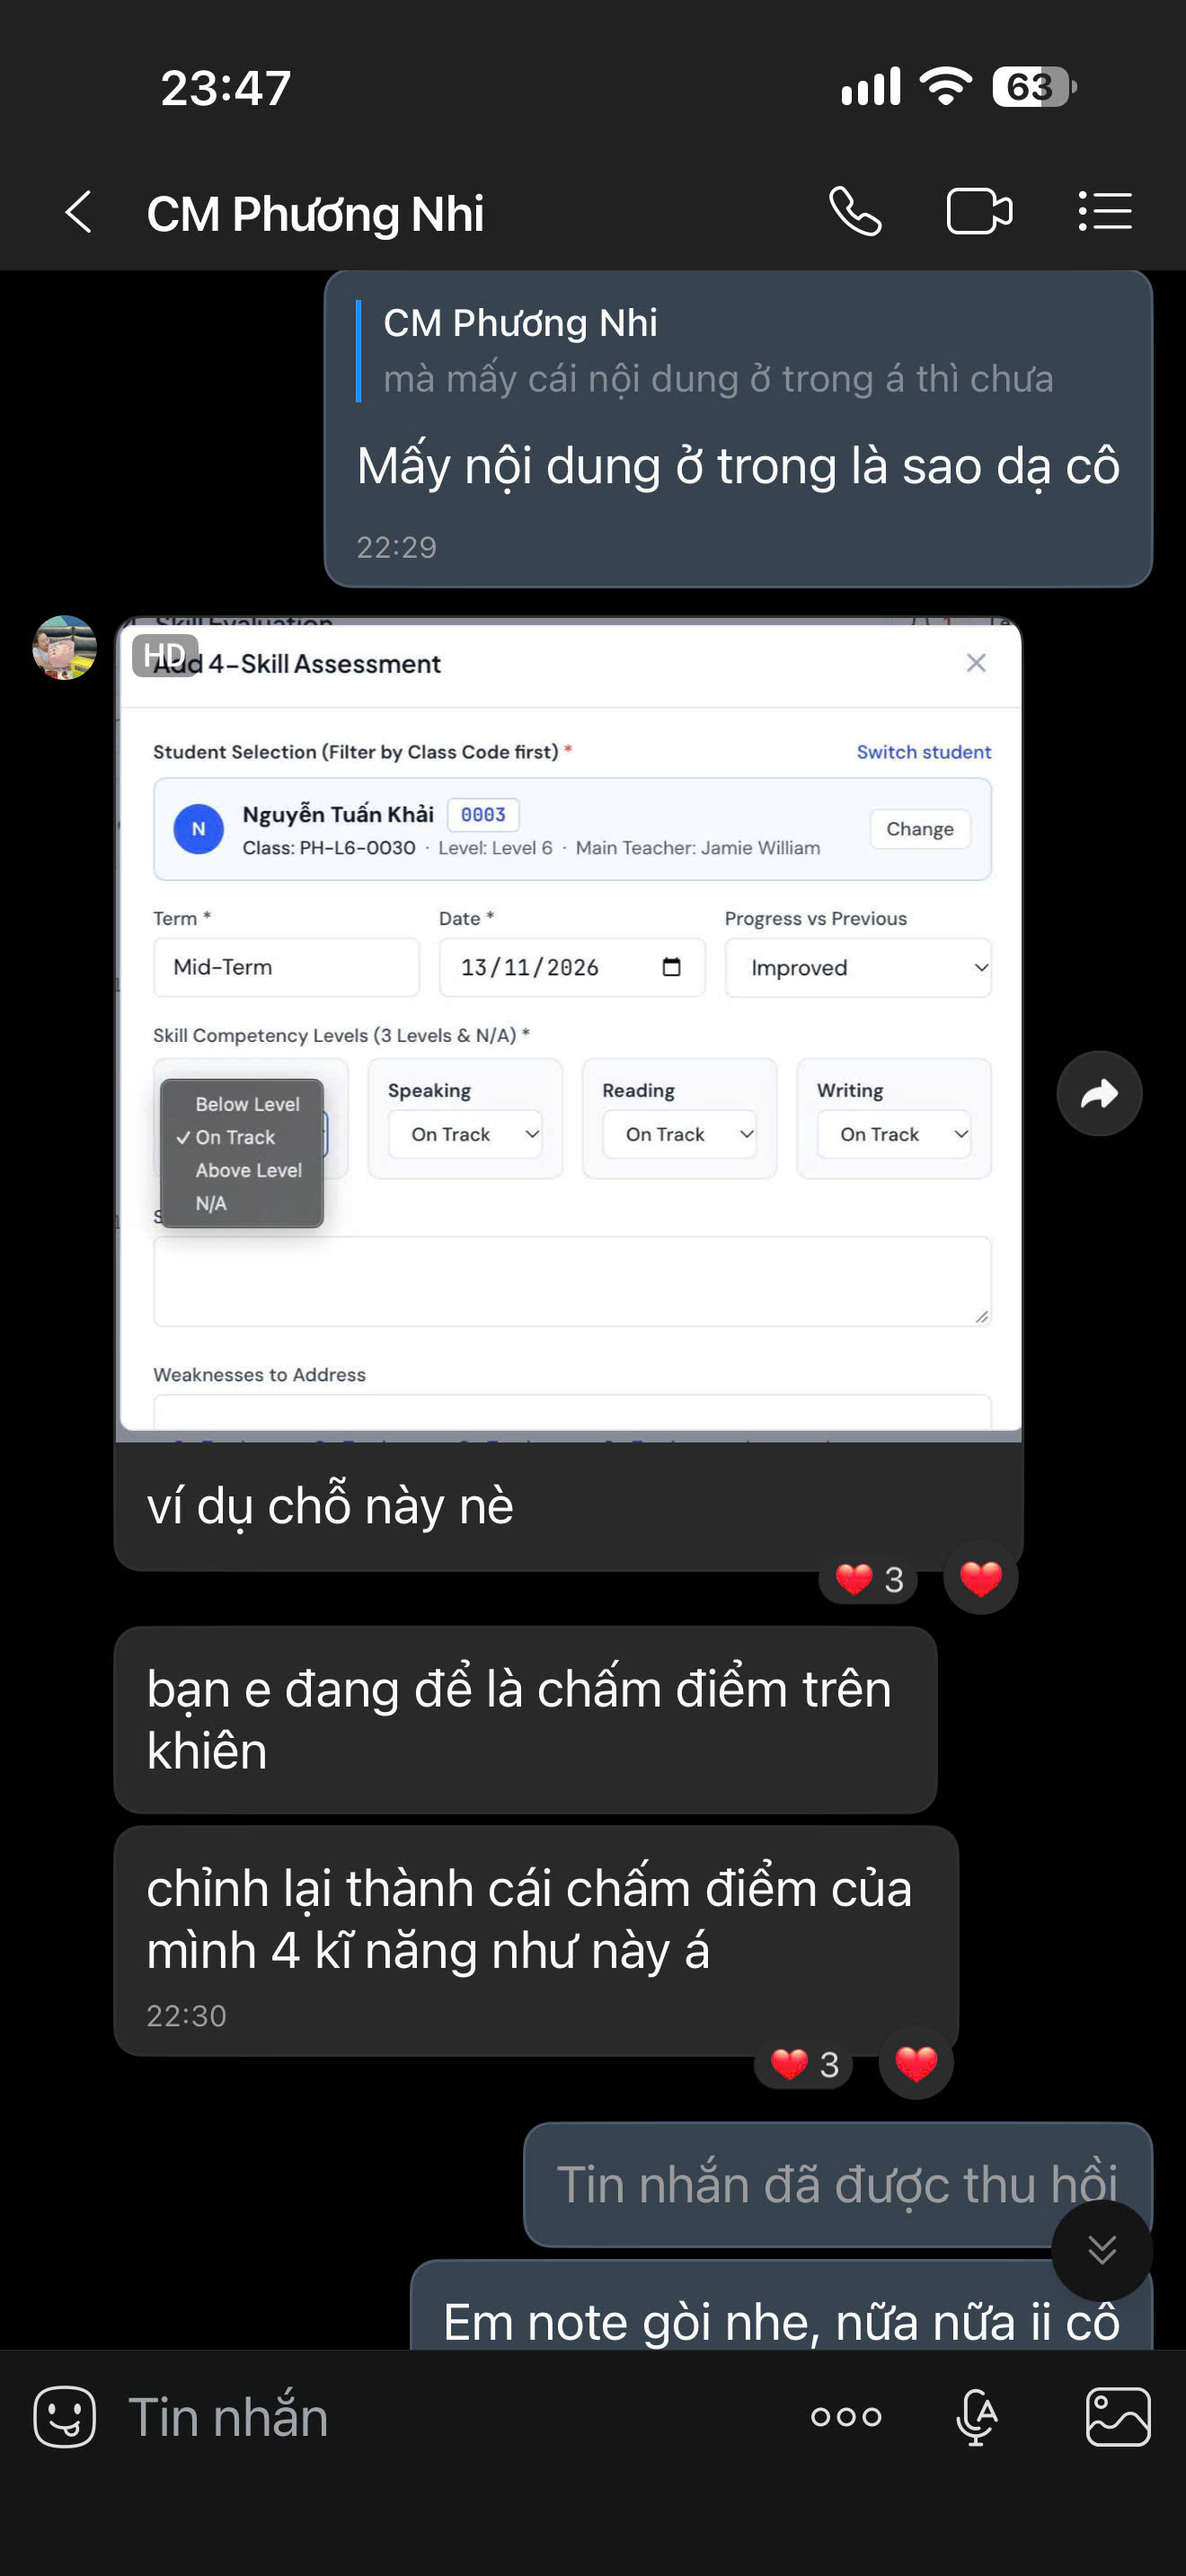 23:47
63
CM Phương Nhi
CM Phương Nhi
mà mấy cái nội dung ở trong á thì chưa
Mấy nội dung ở trong là sao dạ cô
22:29
Skill Evaluation
HD
Add 4-Skill Assessment
Student Selection (Filter by Class Code first) *
Switch student
N
Nguyễn Tuấn Khải 0003
Class: PH-L6-0030 · Level: Level 6 · Main Teacher: Jamie William
Change
Term * Date * Progress vs Previous
Mid-Term 13/11/2026 Improved
Skill Competency Levels (3 Levels & N/A) *
Below Level
✓ On Track
Above Level
N/A
Speaking Reading Writing
On Track On Track On Track
Weaknesses to Address
ví dụ chỗ này nè
3
bạn e đang để là chấm điểm trên
khiên
chỉnh lại thành cái chấm điểm của
mình 4 kĩ năng như này á
22:30
3
Tin nhắn đã được thu hồi
Em note gòi nhe, nữa nữa ii cô
Tin nhắn